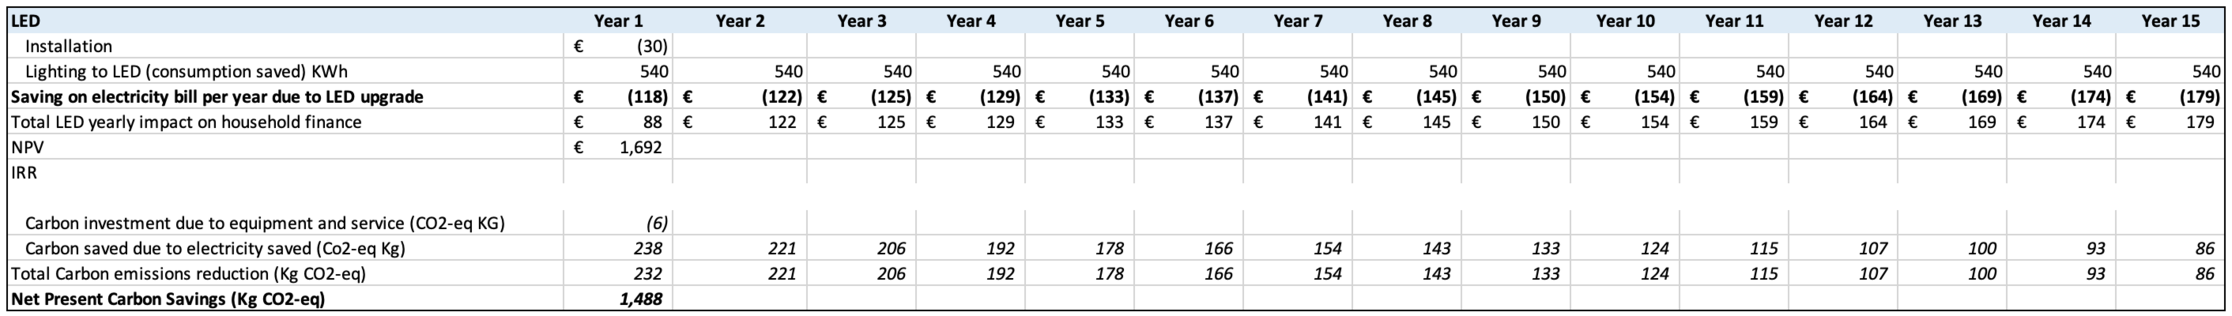 LED Year 1 Year 2 Year 3 Year 4 Year 5 Year 6 Year 7 Year 8 Year 9 Year 10 Year 11 Year 12 Year 13 Year 14 Year 15
Installation € (30)
Lighting to LED (consumption saved) KWh 540 540 540 540 540 540 540 540 540 540 540 540 540 540 540
Saving on electricity bill per year due to LED upgrade € (118) € (122) € (125) € (129) € (133) € (137) € (141) € (145) € (150) € (154) € (159) € (164) € (169) € (174) € (179)
Total LED yearly impact on household finance € 88 € 122 € 125 € 129 € 133 € 137 € 141 € 145 € 150 € 154 € 159 € 164 € 169 € 174 € 179
NPV € 1,692
IRR
Carbon investment due to equipment and service (CO2-eq KG) (6)
Carbon saved due to electricity saved (Co2-eq Kg) 238 221 206 192 178 166 154 143 133 124 115 107 100 93 86
Total Carbon emissions reduction (Kg CO2-eq) 232 221 206 192 178 166 154 143 133 124 115 107 100 93 86
Net Present Carbon Savings (Kg CO2-eq) 1,488